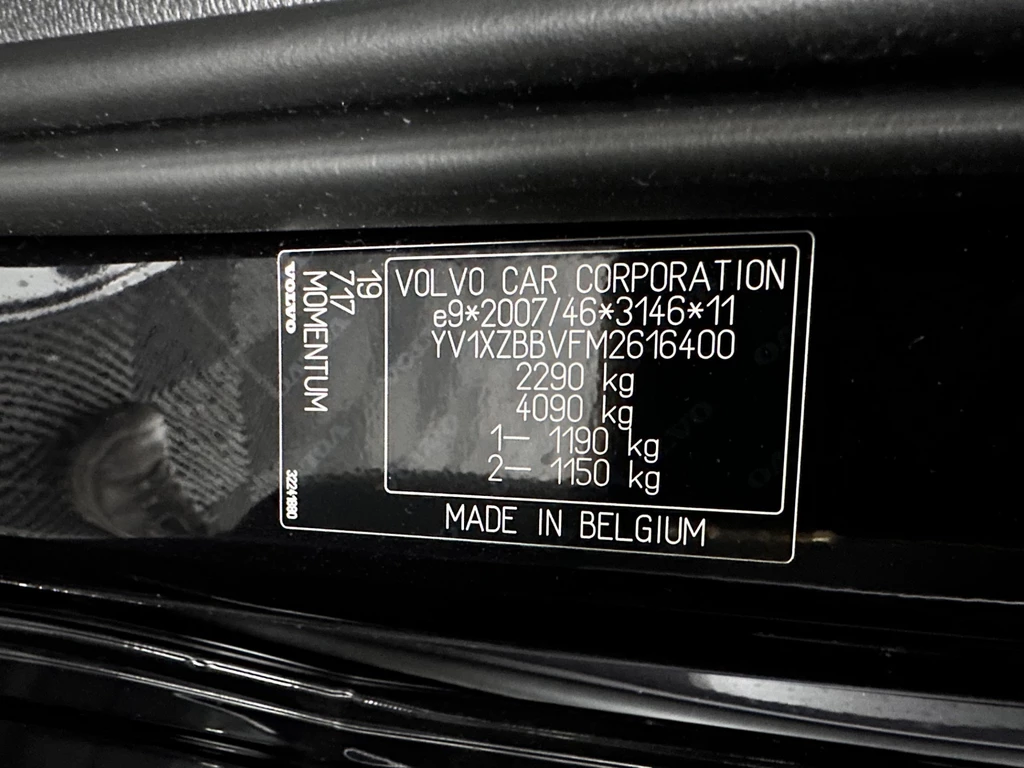 VOLVO CAR CORPORATION
e9*2007/46*3146*11
YV1XZBBVFM2616400
2290 kg
4090 kg
1- 1190 kg
2- 1150 kg
MADE IN BELGIUM
19
717
MOMENTUM
VOLVO